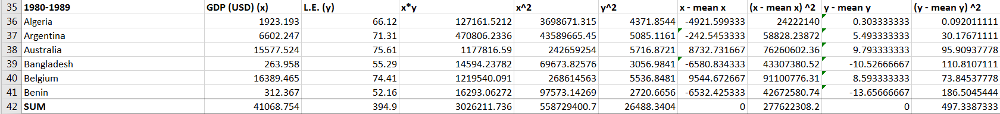 35 1980-1989 GDP (USD) (x) L.E. (y) x*y x^2 y^2 x - mean x (x - mean x) ^2 y - mean y (y - mean y) ^2
36 Algeria 1923.193 66.12 127161.5212 3698671.315 4371.8544 -4921.599333 24222140 0.303333333 0.092011111
37 Argentina 6602.247 71.31 470806.2336 43589665.45 5085.1161 -242.5453333 58828.23872 5.493333333 30.17671111
38 Australia 15577.524 75.61 1177816.59 242659254 5716.8721 8732.731667 76260602.36 9.793333333 95.90937778
39 Bangladesh 263.958 55.29 14594.23782 69673.82576 3056.9841 -6580.834333 43307380.52 -10.52666667 110.8107111
40 Belgium 16389.465 74.41 1219540.091 268614563 5536.8481 9544.672667 91100776.31 8.593333333 73.84537778
41 Benin 312.367 52.16 16293.06272 97573.14269 2720.6656 -6532.425333 42672580.74 -13.65666667 186.5045444
42 SUM 41068.754 394.9 3026211.736 558729400.7 26488.3404 0 277622308.2 0 497.3387333